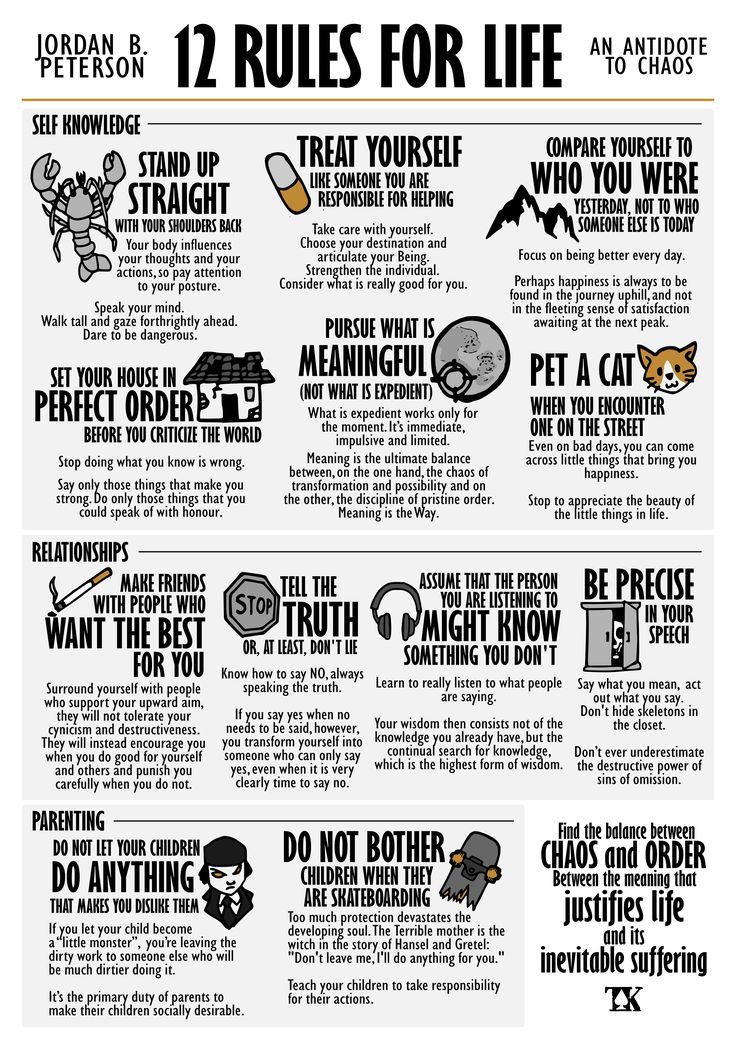 JORDAN B.
PETERSON
12 RULES FOR LIFE
AN ANTIDOTE
TO CHAOS
SELF KNOWLEDGE
STAND UP
STRAIGHT
WITH YOUR SHOULDERS BACK
Your body influences
your thoughts and your
actions, so pay attention
to your posture.
Speak your mind.
Walk tall and gaze forthrightly ahead.
Dare to be dangerous.
TREAT YOURSELF
LIKE SOMEONE YOU ARE
RESPONSIBLE FOR HELPING
Take care with yourself.
Choose your destination and
articulate your Being.
Strengthen the individual.
Consider what is really good for you.
COMPARE YOURSELF TO
WHO YOU WERE
YESTERDAY, NOT TO WHO
SOMEONE ELSE IS TODAY
Focus on being better every day.
Perhaps happiness is always to be
found in the journey uphill, and not
in the fleeting sense of satisfaction
awaiting at the next peak.
SET YOUR HOUSE IN
PERFECT ORDER
BEFORE YOU CRITICIZE THE WORLD
Stop doing what you know is wrong.
Say only those things that make you
strong. Do only those things that you
could speak of with honour.
PURSUE WHAT IS
MEANINGFUL
(NOT WHAT IS EXPEDIENT)
What is expedient works only for
the moment. It's immediate,
impulsive and limited.
Meaning is the ultimate balance
between, on the one hand, the chaos of
transformation and possibility and on
the other, the discipline of pristine order.
Meaning is the Way.
PET A CAT
WHEN YOU ENCOUNTER
ONE ON THE STREET
Even on bad days, you can come
across little things that bring you
happiness.
Stop to appreciate the beauty of
the little things in life.
RELATIONSHIPS
MAKE FRIENDS
WITH PEOPLE WHO
WANT THE BEST
FOR YOU
Surround yourself with people
who support your upward aim,
they will not tolerate your
cynicism and destructiveness.
They will instead encourage you
when you do good for yourself
and others and punish you
carefully when you do not.
STOP
TELL THE
TRUTH
OR, AT LEAST, DON'T LIE
Know how to say NO, always
speaking the truth.
If you say yes when no
needs to be said, however,
you transform yourself into
someone who can only say
yes, even when it is very
clearly time to say no.
ASSUME THAT THE PERSON
YOU ARE LISTENING TO
MIGHT KNOW
SOMETHING YOU DON'T
Learn to really listen to what people
are saying.
Your wisdom then consists not of the
knowledge you already have, but the
continual search for knowledge,
which is the highest form of wisdom.
BE PRECISE
IN YOUR
SPEECH
Say what you mean, act
out what you say.
Don't hide skeletons in
the closet.
Don't ever underestimate
the destructive power of
sins of omission.
PARENTING
DO NOT LET YOUR CHILDREN
DO ANYTHING
THAT MAKES YOU DISLIKE THEM
If you let your child become
a "little monster", you're leaving the
dirty work to someone else who will
be much dirtier doing it.
It's the primary duty of parents to
make their children socially desirable.
DO NOT BOTHER
CHILDREN WHEN THEY
ARE SKATEBOARDING
Too much protection devastates the
developing soul. The Terrible mother is the
witch in the story of Hansel and Gretel:
"Don't leave me, I'll do anything for you."
Teach your children to take responsibility
for their actions.
Find the balance between
CHAOS and ORDER
Between the meaning that
justifies life
and its
inevitable suffering
TK